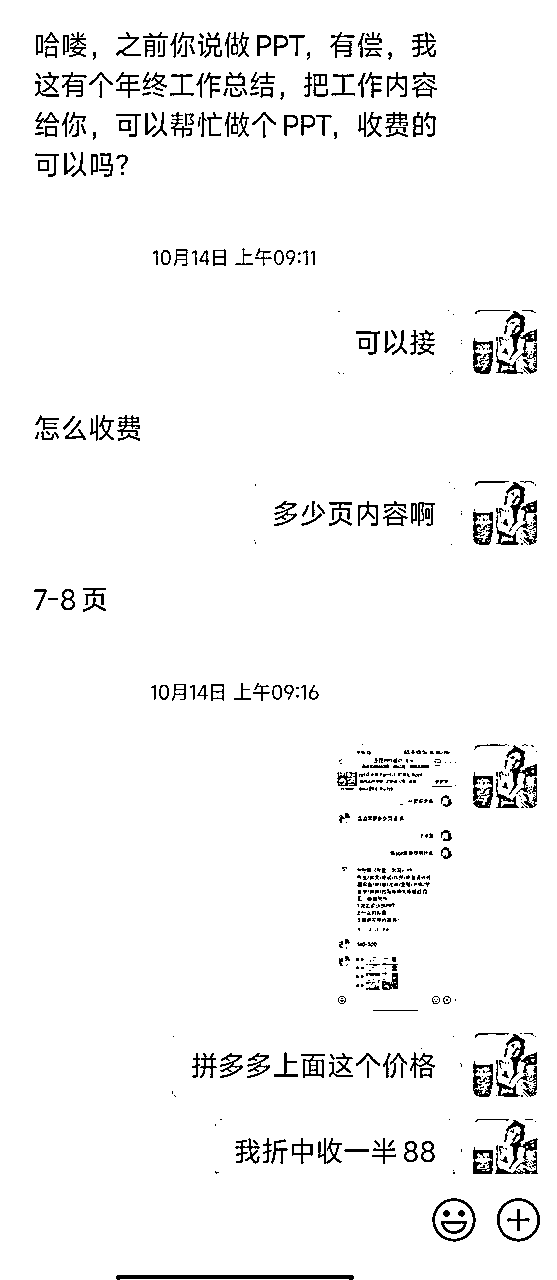 哈喽，之前你说做PPT，有偿，我
这有个年终工作总结，把工作内容
给你，可以帮忙做个PPT，收费的
可以吗？
10月14日 上午09:11
可以接
怎么收费
多少页内容啊
7-8 页
10月14日 上午09:16
拼多多上面这个价格
我折中收一半 88